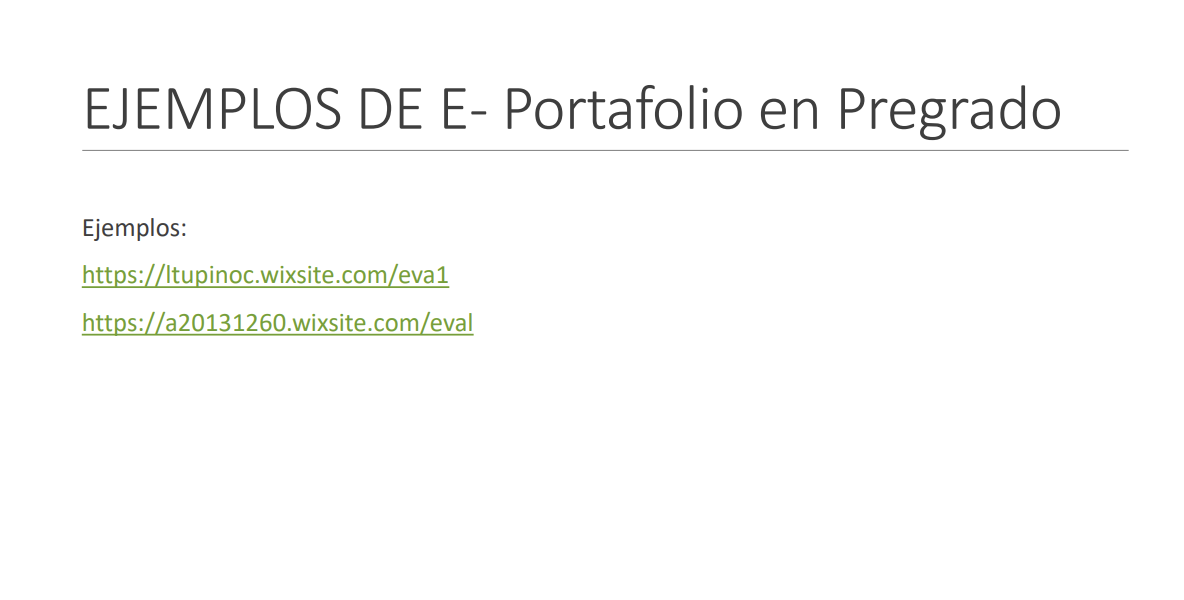 EJEMPLOS DE E- Portafolio en Pregrado
Ejemplos:
https://ltupinoc.wixsite.com/eva1
https://a20131260.wixsite.com/eval